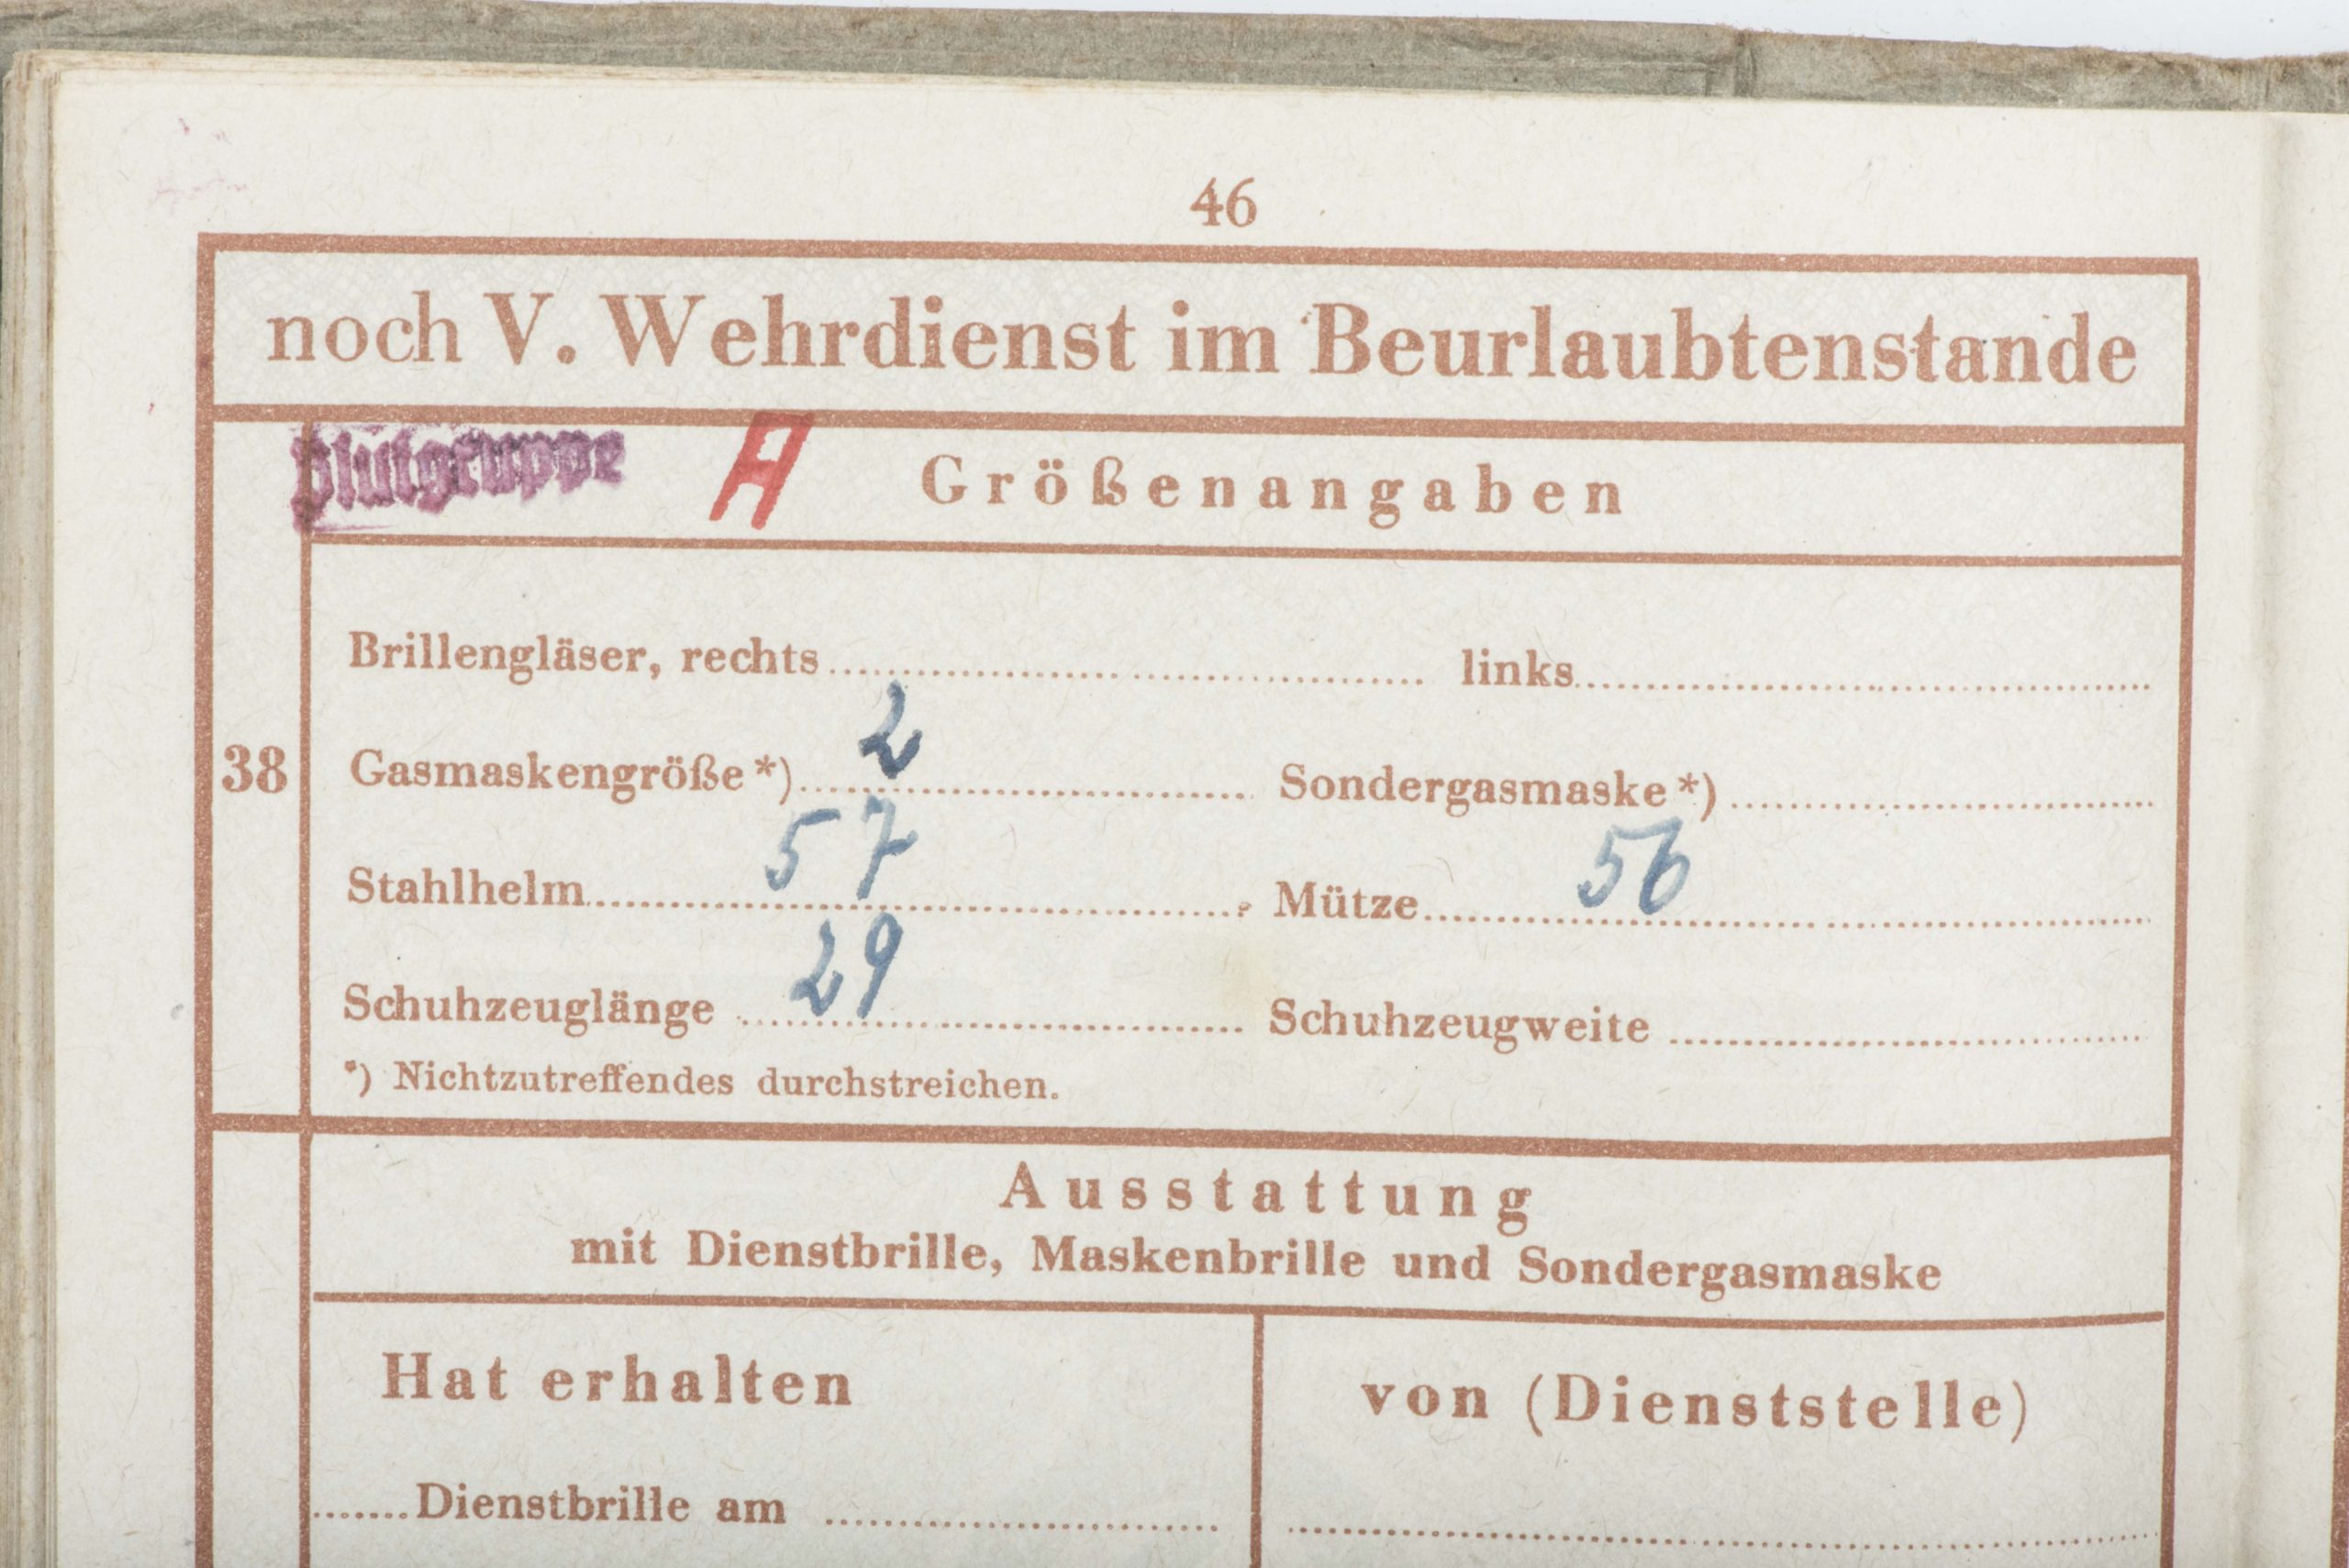 46
noch V. Wehrdienst im Beurlaubtenstande
Blutgruppe A Größenangaben
Brillengläser, rechts links
38 Gasmaskengröße*) 2 Sondergasmaske*)
Stahlhelm 57 Mütze 56
Schuhzeuglänge 29 Schuhzeugweite
*) Nichtzutreffendes durchstreichen.
Ausstattung
mit Dienstbrille, Maskenbrille und Sondergasmaske
Hat erhalten von (Dienststelle)
Dienstbrille am